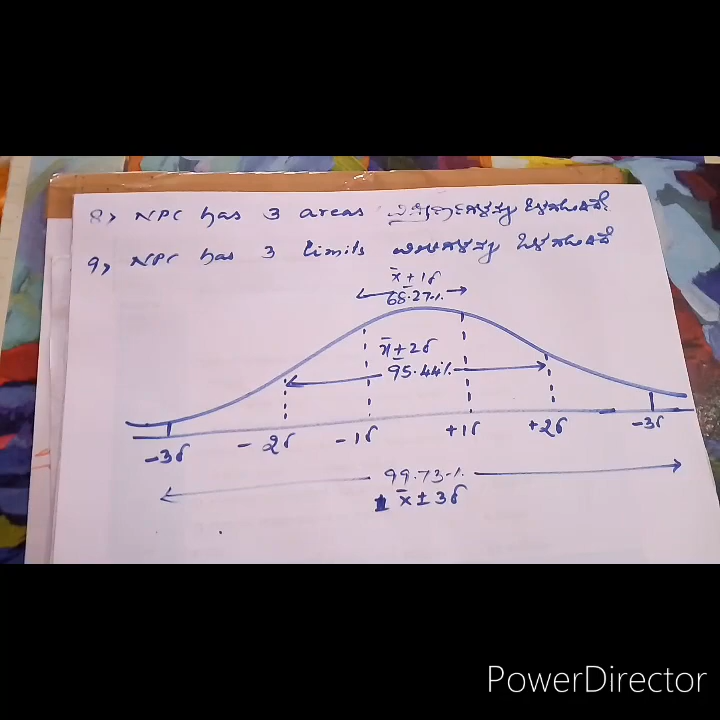 8) NPC has 3 areas
9) NPC has 3 limits
x̄ ± 1σ
68.27%
x̄ ± 2σ
95.44%
-3σ -2σ -1σ +1σ +2σ -3σ
99.73%
x̄ ± 3σ
PowerDirector